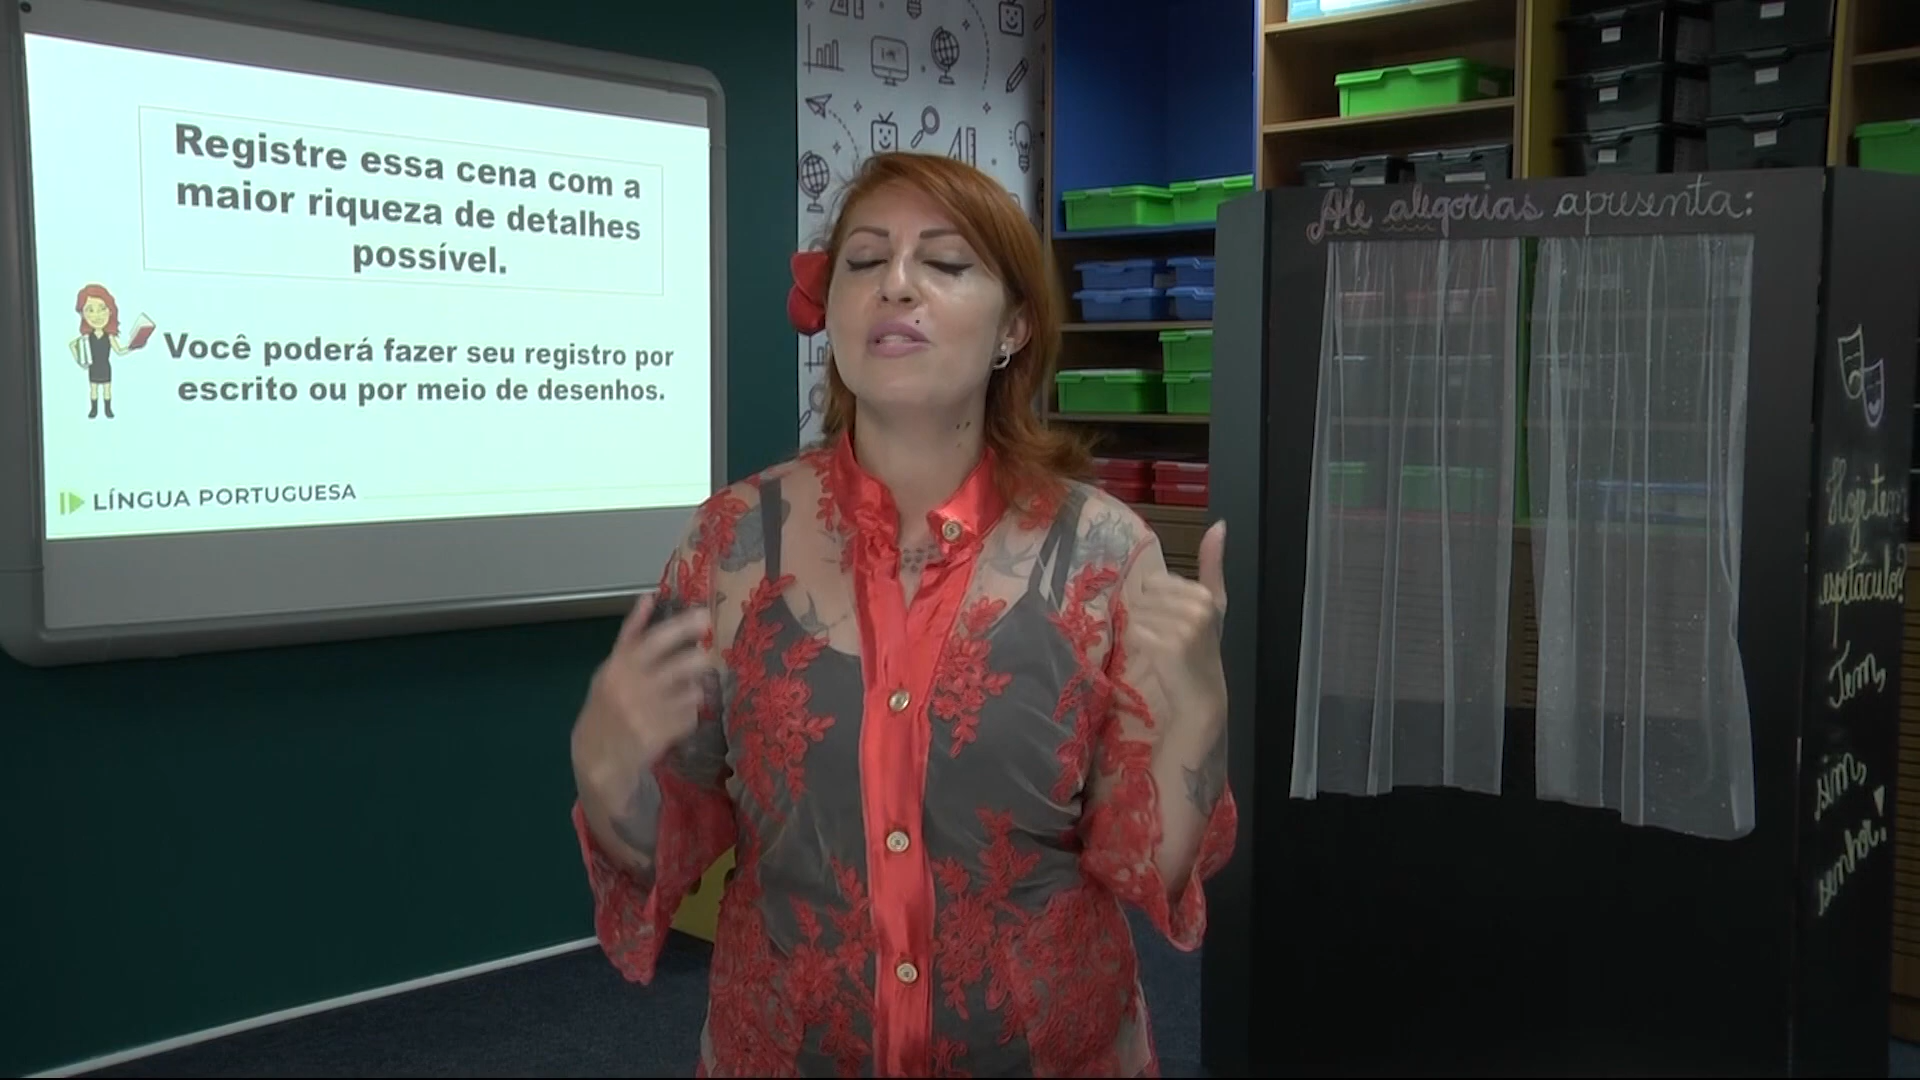 Registre essa cena com a
maior riqueza de detalhes
possível.
Você poderá fazer seu registro por
escrito ou por meio de desenhos.
LÍNGUA PORTUGUESA
Ale alegorias apresenta:
Hoje tem
espetáculo?
Tem,
sim,
senhor!